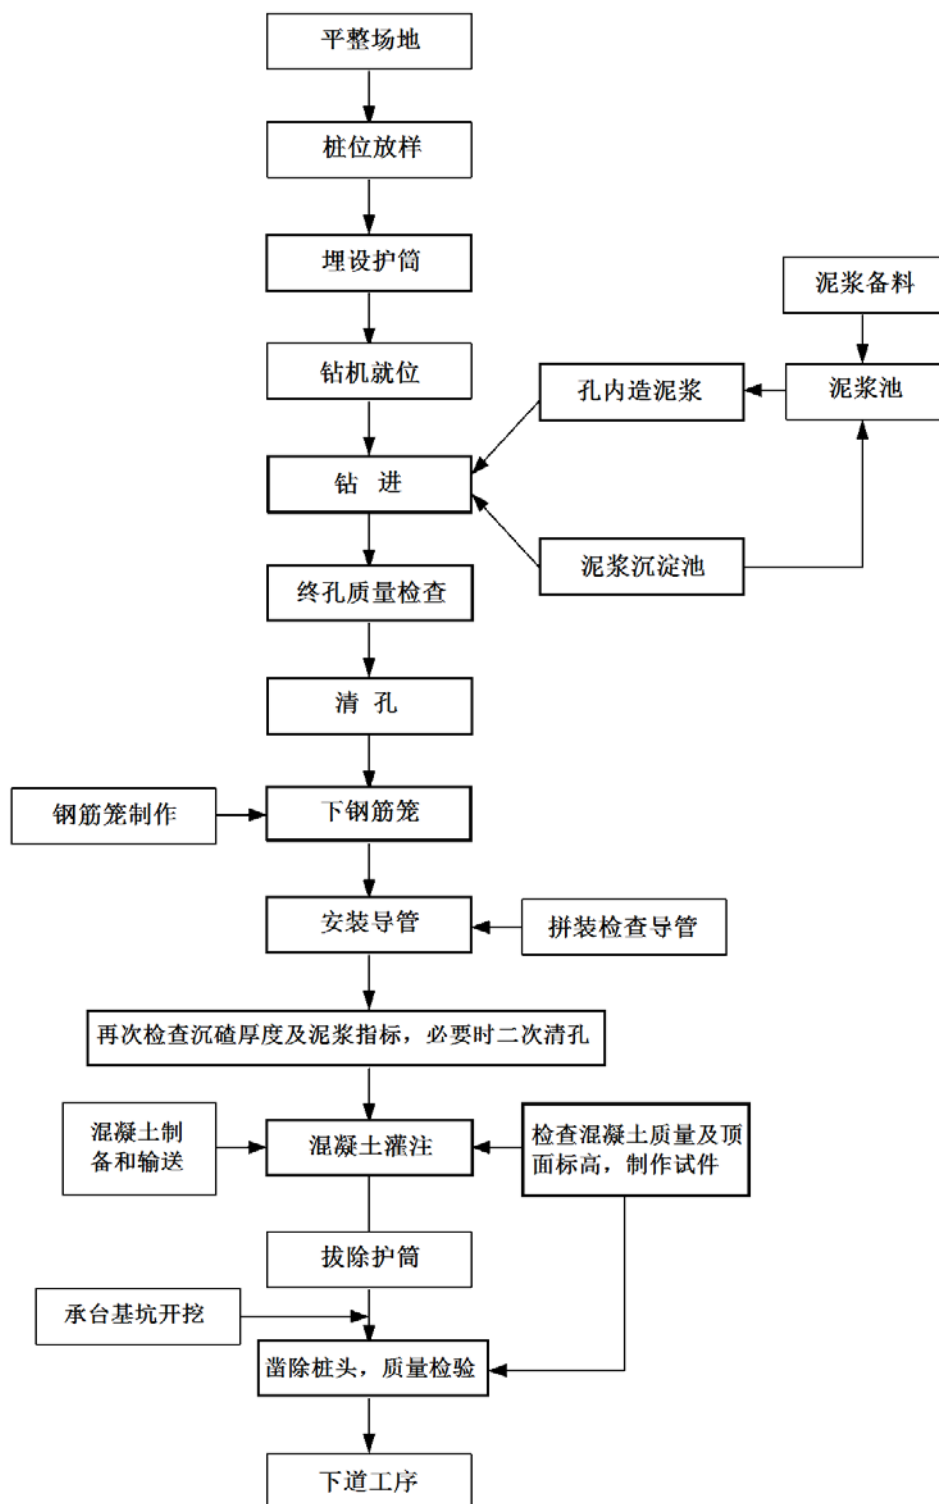 平整场地
桩位放样
埋设护筒
泥浆备料
钻机就位
孔内造泥浆
泥浆池
钻 进
泥浆沉淀池
终孔质量检查
清 孔
钢筋笼制作
下钢筋笼
安装导管
拼装检查导管
再次检查沉碴厚度及泥浆指标，必要时二次清孔
混凝土制
备和输送
混凝土灌注
检查混凝土质量及顶
面标高，制作试件
拔除护筒
承台基坑开挖
凿除桩头，质量检验
下道工序